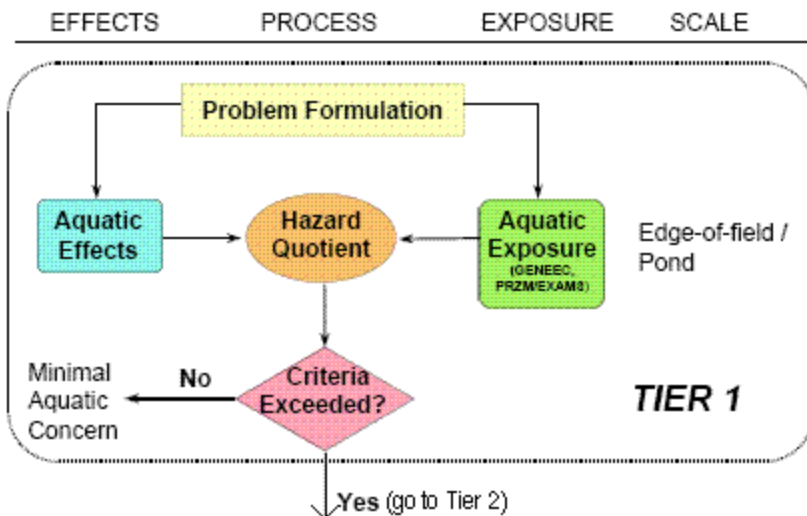 EFFECTS PROCESS EXPOSURE SCALE
Problem Formulation
Aquatic
Effects
Hazard
Quotient
Aquatic
Exposure
(GENEEC,
PRZM/EXAMS)
Edge-of-field /
Pond
Criteria
Exceeded?
No
Minimal
Aquatic
Concern
TIER 1
Yes (go to Tier 2)